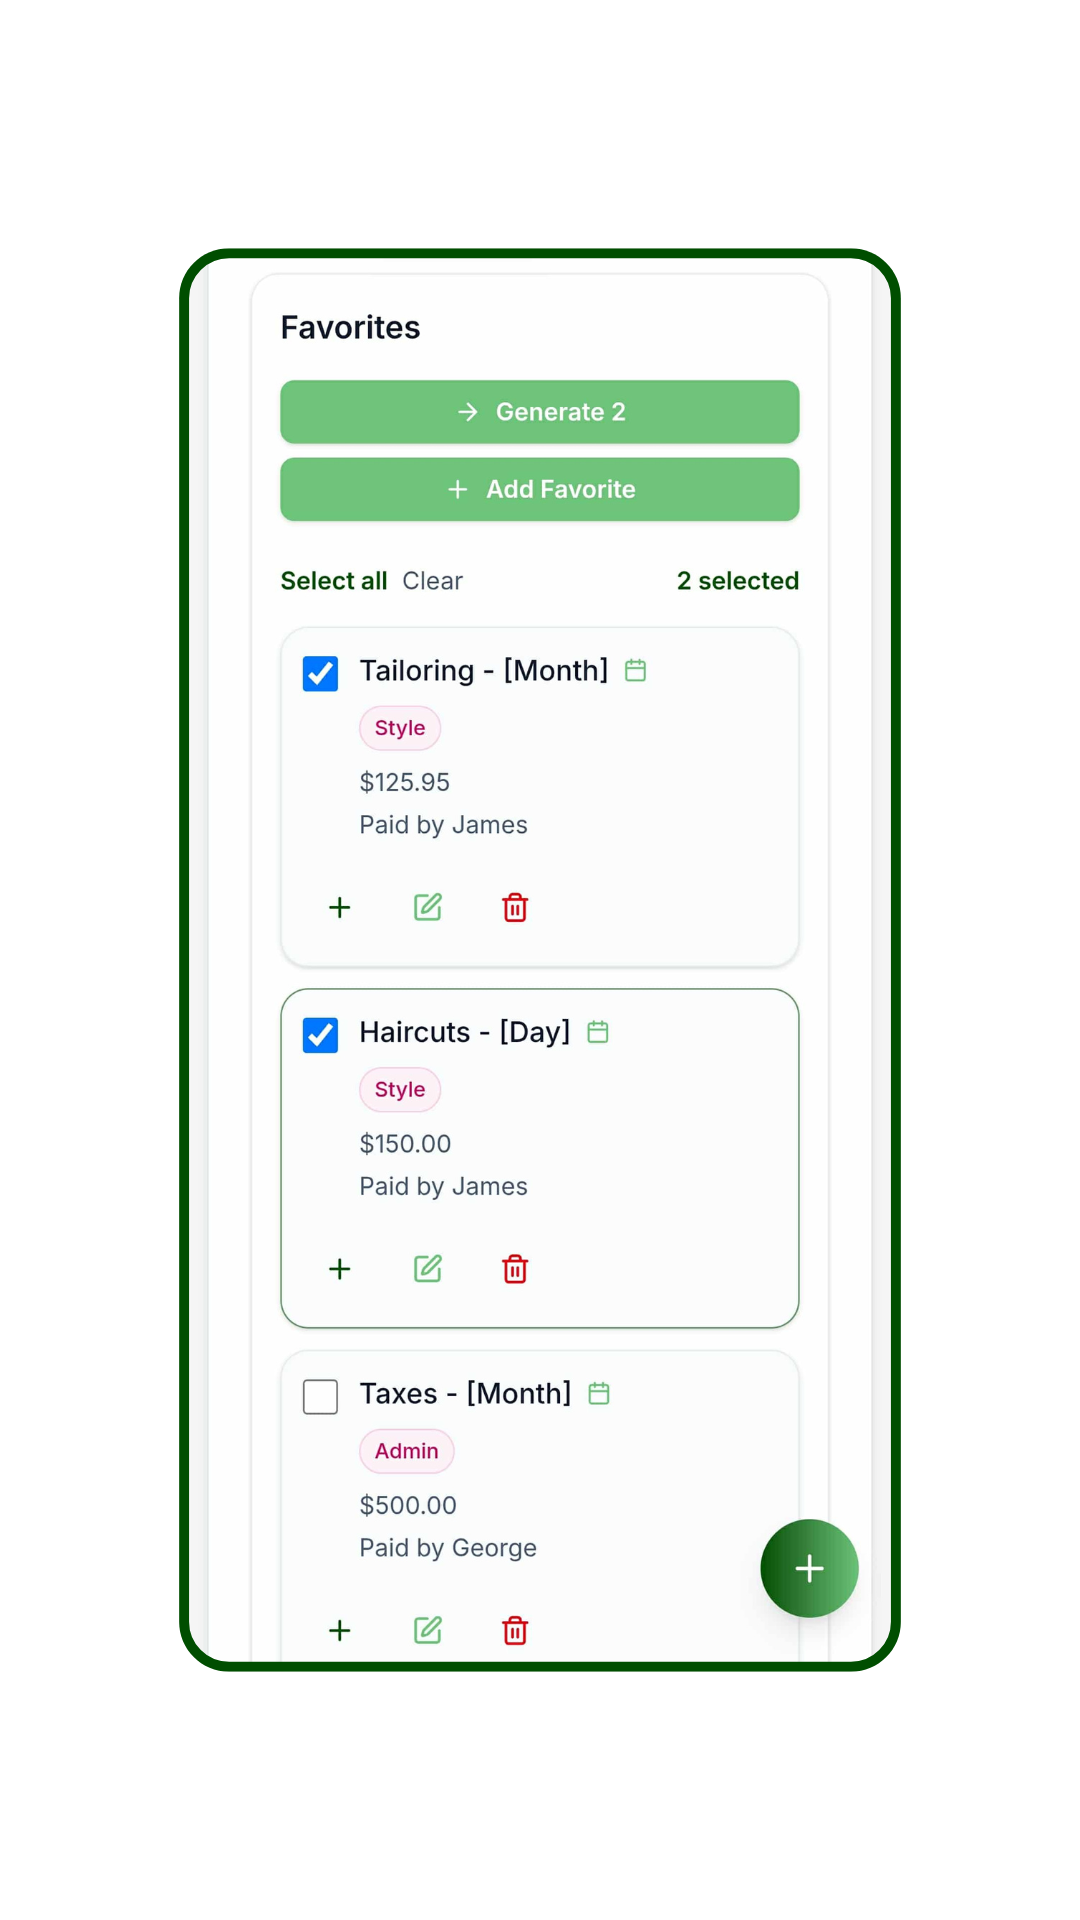 Favorites
Generate 2
Add Favorite
Select all Clear 2 selected
Tailoring - [Month]
Style
$125.95
Paid by James
Haircuts - [Day]
Style
$150.00
Paid by James
Taxes - [Month]
Admin
$500.00
Paid by George